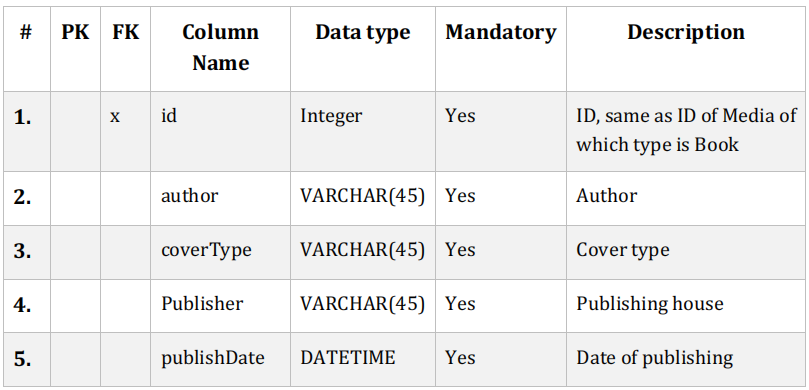 # PK FK Column Name Data type Mandatory Description
1. x id Integer Yes ID, same as ID of Media of which type is Book
2. author VARCHAR(45) Yes Author
3. coverType VARCHAR(45) Yes Cover type
4. Publisher VARCHAR(45) Yes Publishing house
5. publishDate DATETIME Yes Date of publishing